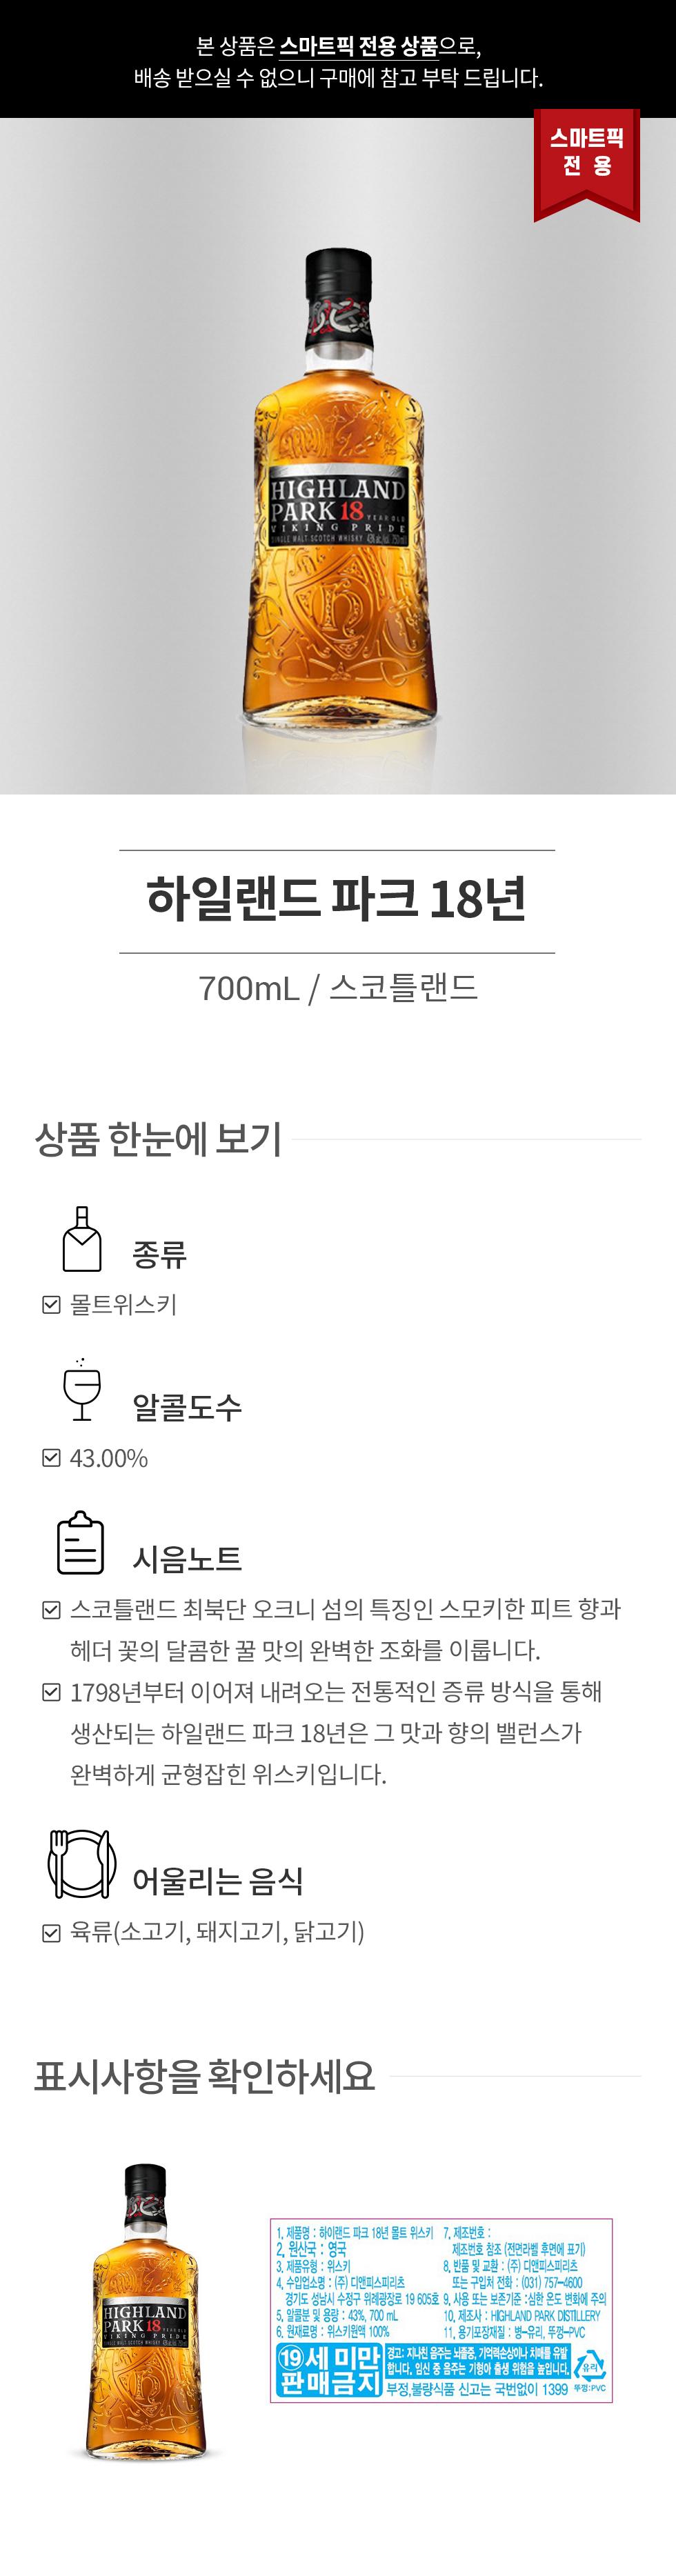 본 상품은 스마트픽 전용 상품으로,
배송 받으실 수 없으니 구매에 참고 부탁 드립니다.
스마트픽
전 용
HIGHLAND
PARK 18 YEAR OLD
VIKING PRIDE
SINGLE MALT SCOTCH WHISKY 43% alc./vol. 750ml
하일랜드 파크 18년
700mL / 스코틀랜드
상품 한눈에 보기
종류
몰트위스키
알콜도수
43.00%
시음노트
스코틀랜드 최북단 오크니 섬의 특징인 스모키한 피트 향과
헤더 꽃의 달콤한 꿀 맛의 완벽한 조화를 이룹니다.
1798년부터 이어져 내려오는 전통적인 증류 방식을 통해
생산되는 하일랜드 파크 18년은 그 맛과 향의 밸런스가
완벽하게 균형잡힌 위스키입니다.
어울리는 음식
육류(소고기, 돼지고기, 닭고기)
표시사항을 확인하세요
HIGHLAND
PARK 18 YEAR OLD
VIKING PRIDE
SINGLE MALT SCOTCH WHISKY
1. 제품명 : 하이랜드 파크 18년 몰트 위스키
2. 원산국 : 영국
3. 제품유형 : 위스키
4. 수입업소명 : (주) 디앤피스피리츠
경기도 성남시 수정구 위례광장로 19 605호
5. 알콜분 및 용량 : 43%, 700 mL
6. 원재료명 : 위스키원액 100%
7. 제조번호 :
제조번호 참조 (전면라벨 후면에 표기)
8. 반품 및 교환 : (주) 디앤피스피리츠
또는 구입처 전화 : (031) 757-4600
9. 사용 또는 보존기준 :심한 온도 변화에 주의
10. 제조사 : HIGHLAND PARK DISTILLERY
11. 용기포장재질 : 병-유리, 뚜껑-PVC
19 세 미만
판매금지
경고: 지나친 음주는 뇌졸중, 기억력손상이나 치매를 유발
합니다. 임신 중 음주는 기형아 출생 위험을 높입니다.
부정,불량식품 신고는 국번없이 1399
유리
뚜껑:PVC